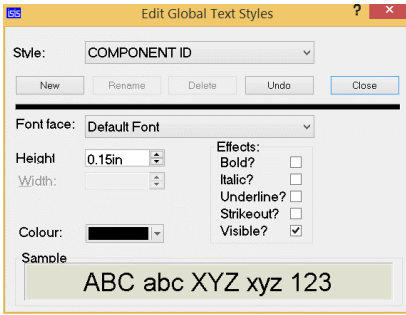 isis Edit Global Text Styles ? ×
Style: COMPONENT ID
New Rename Delete Undo Close
Font face: Default Font
Height 0.15in
Width:
Effects:
Bold?
Italic?
Underline?
Strikeout?
Visible?
Colour:
Sample
ABC abc XYZ xyz 123